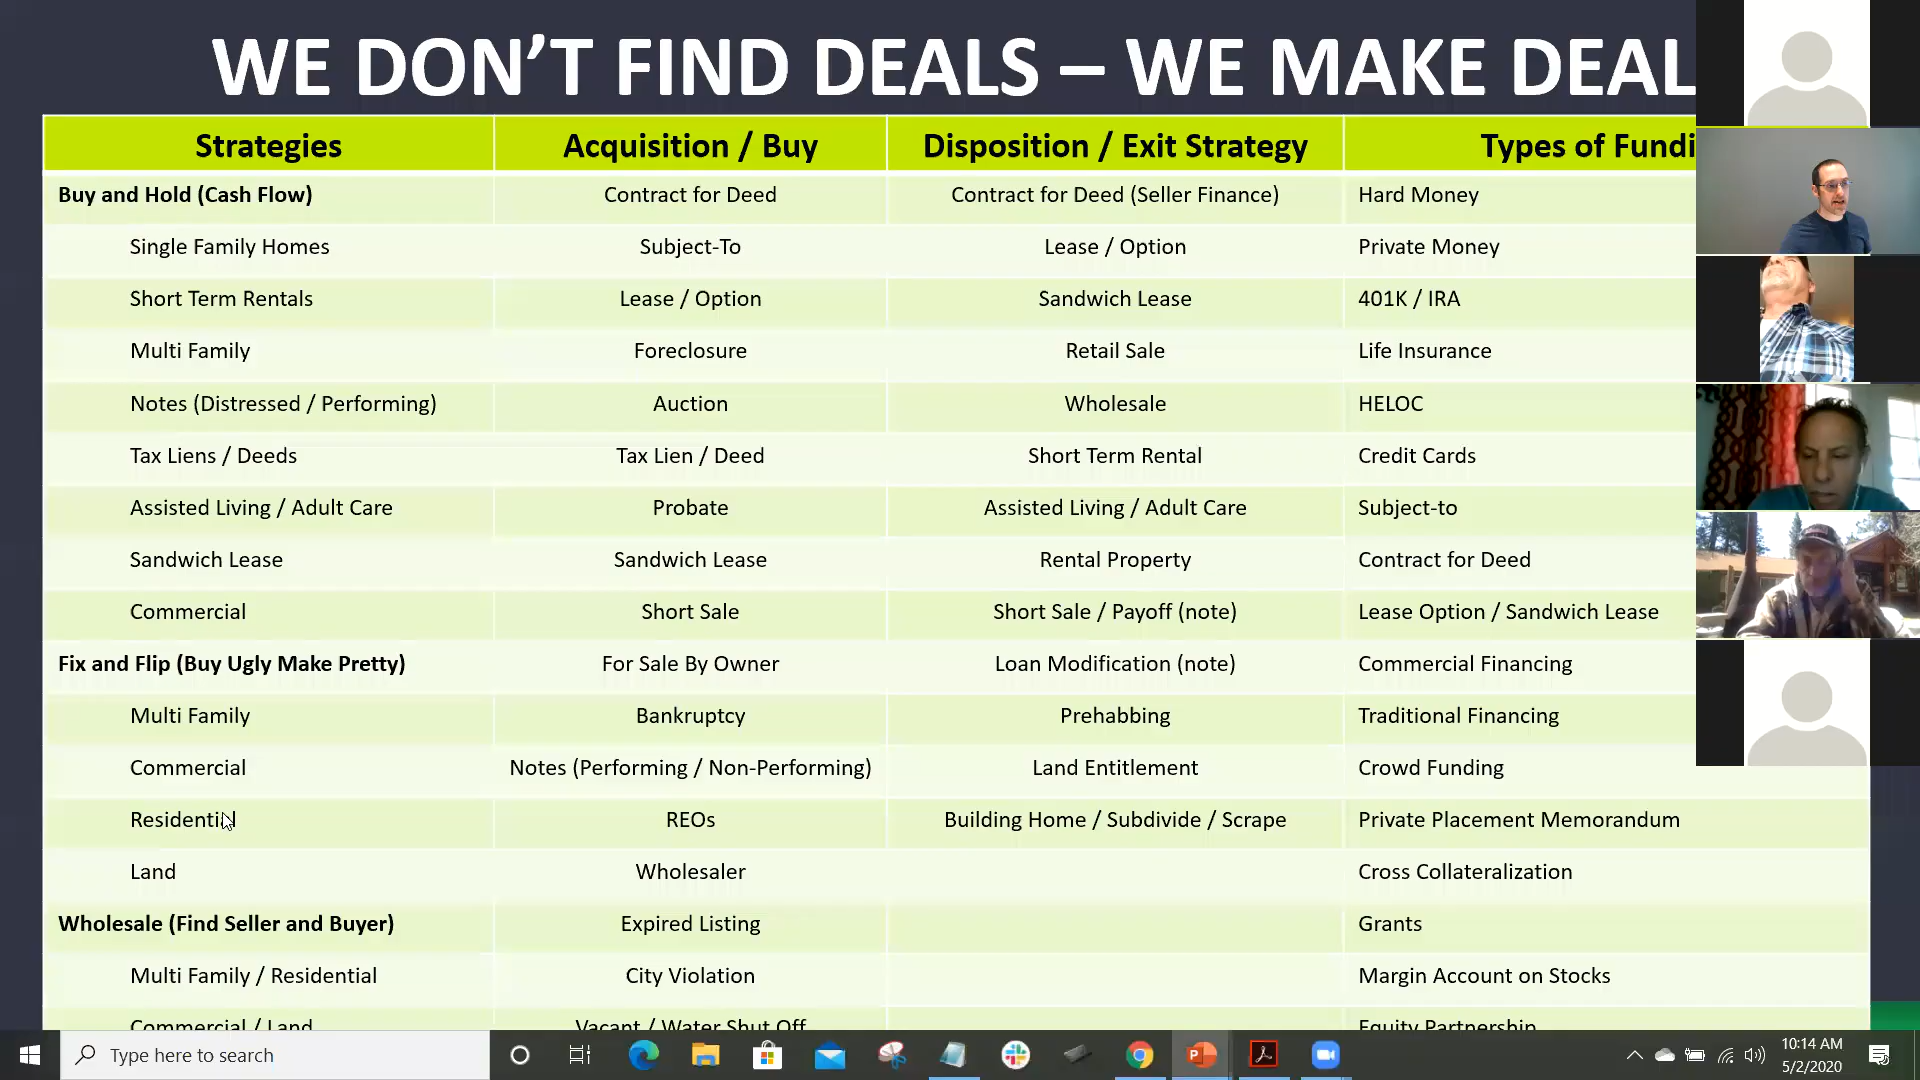 WE DON'T FIND DEALS – WE MAKE DEAL
Strategies Acquisition / Buy Disposition / Exit Strategy Types of Fundi
Buy and Hold (Cash Flow) Contract for Deed Contract for Deed (Seller Finance) Hard Money
Single Family Homes Subject-To Lease / Option Private Money
Short Term Rentals Lease / Option Sandwich Lease 401K / IRA
Multi Family Foreclosure Retail Sale Life Insurance
Notes (Distressed / Performing) Auction Wholesale HELOC
Tax Liens / Deeds Tax Lien / Deed Short Term Rental Credit Cards
Assisted Living / Adult Care Probate Assisted Living / Adult Care Subject-to
Sandwich Lease Sandwich Lease Rental Property Contract for Deed
Commercial Short Sale Short Sale / Payoff (note) Lease Option / Sandwich Lease
Fix and Flip (Buy Ugly Make Pretty) For Sale By Owner Loan Modification (note) Commercial Financing
Multi Family Bankruptcy Prehabbing Traditional Financing
Commercial Notes (Performing / Non-Performing) Land Entitlement Crowd Funding
Residential REOs Building Home / Subdivide / Scrape Private Placement Memorandum
Land Wholesaler Cross Collateralization
Wholesale (Find Seller and Buyer) Expired Listing Grants
Multi Family / Residential City Violation Margin Account on Stocks
Commercial / Land Vacant / Water Shut Off Equity Partnership
Type here to search
10:14 AM
5/2/2020